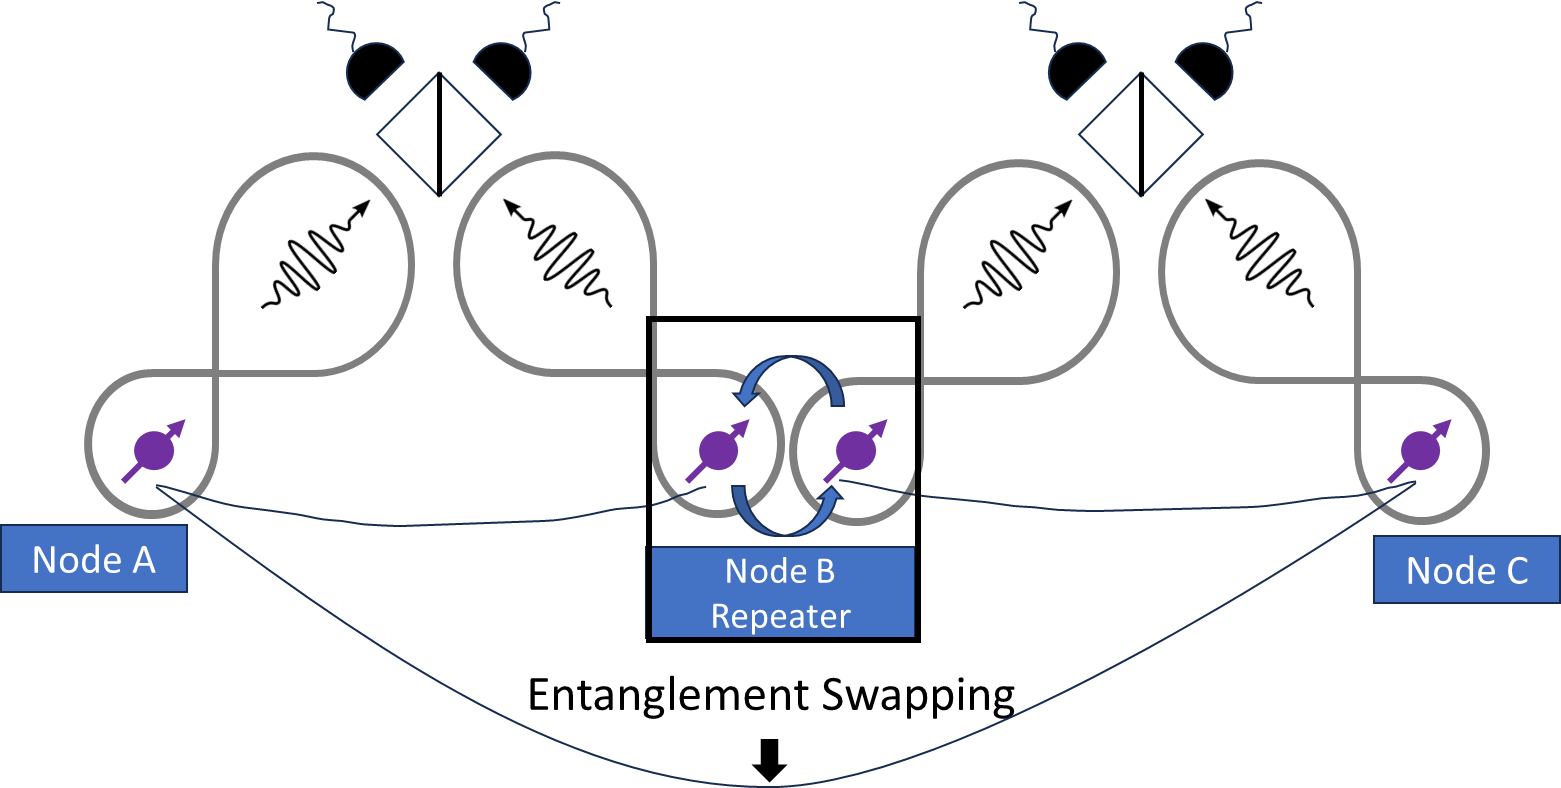 Node A
Node B
Repeater
Node C
Entanglement Swapping